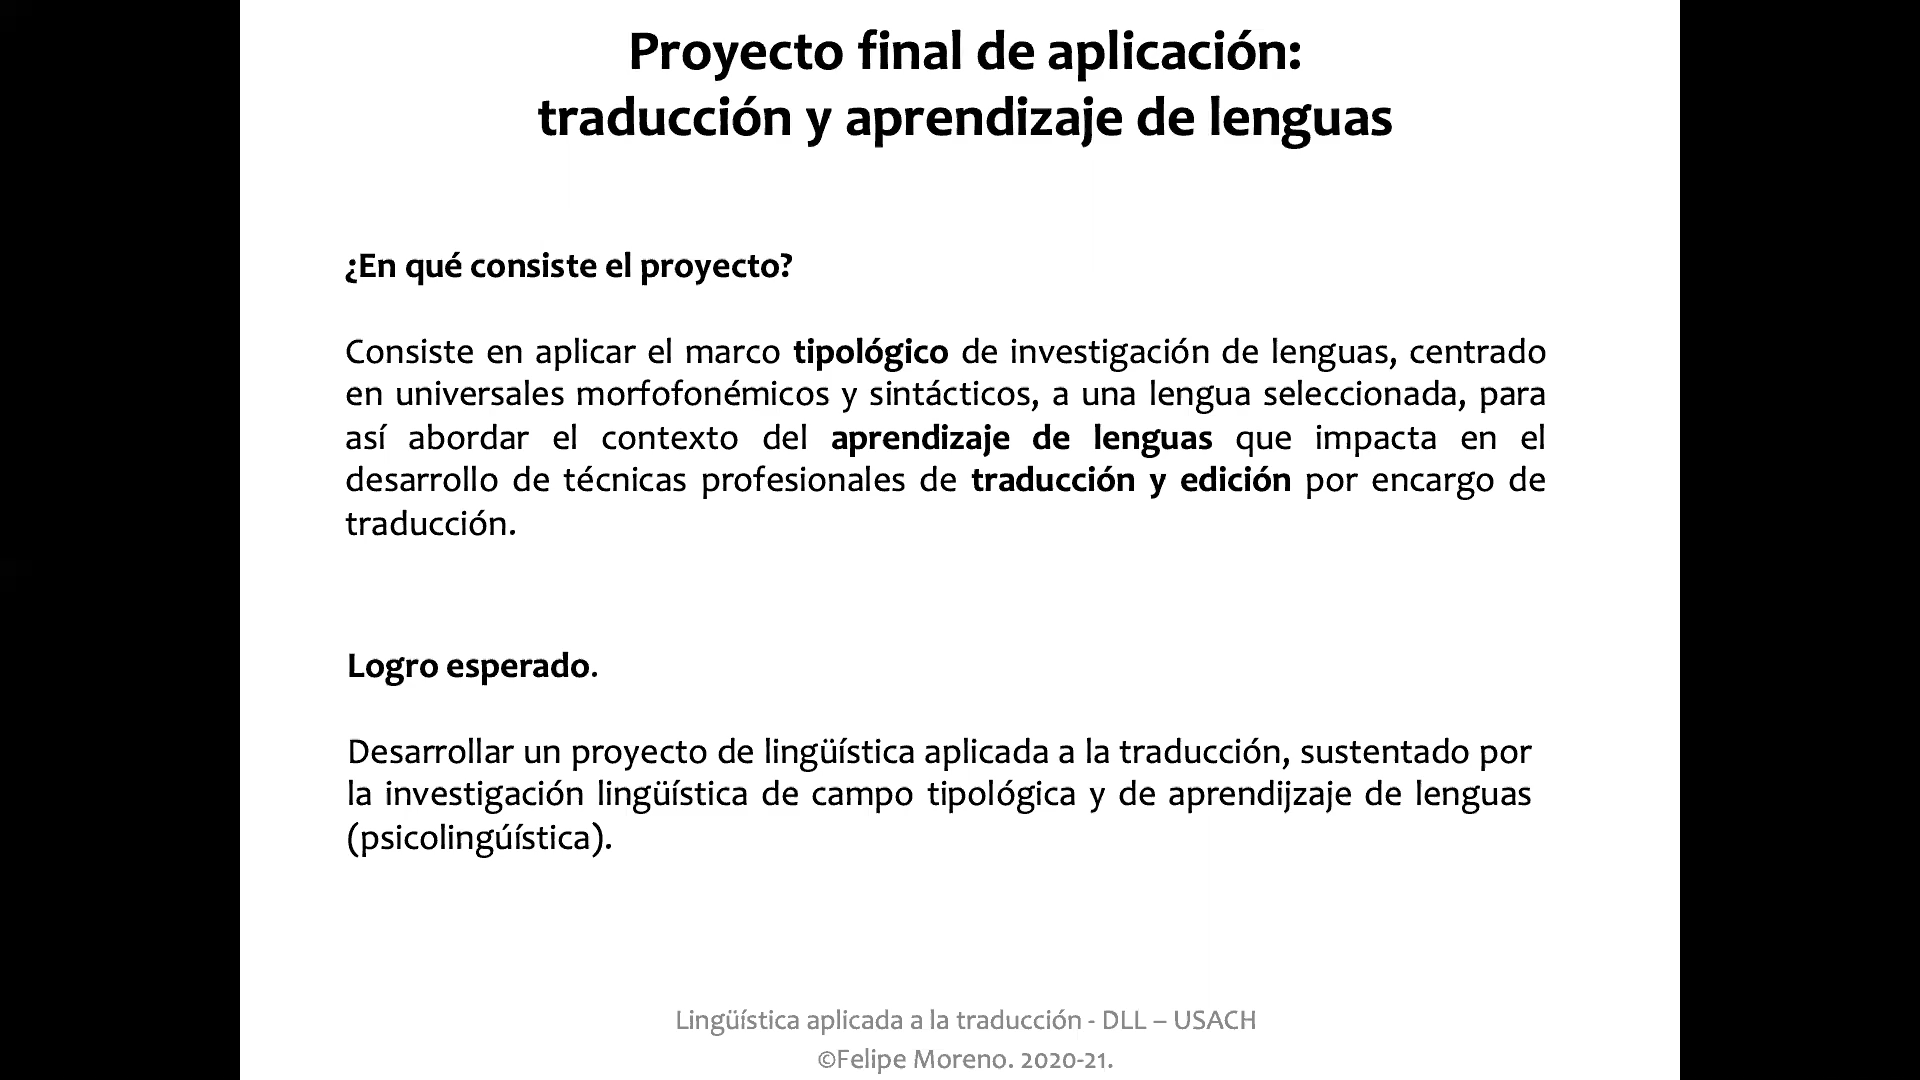 Proyecto final de aplicación:
traducción y aprendizaje de lenguas
¿En qué consiste el proyecto?
Consiste en aplicar el marco tipológico de investigación de lenguas, centrado
en universales morfofonémicos y sintácticos, a una lengua seleccionada, para
así abordar el contexto del aprendizaje de lenguas que impacta en el
desarrollo de técnicas profesionales de traducción y edición por encargo de
traducción.
Logro esperado.
Desarrollar un proyecto de lingüística aplicada a la traducción, sustentado por
la investigación lingüística de campo tipológica y de aprendijzaje de lenguas
(psicolingúística).
Lingüística aplicada a la traducción - DLL – USACH
©Felipe Moreno. 2020-21.